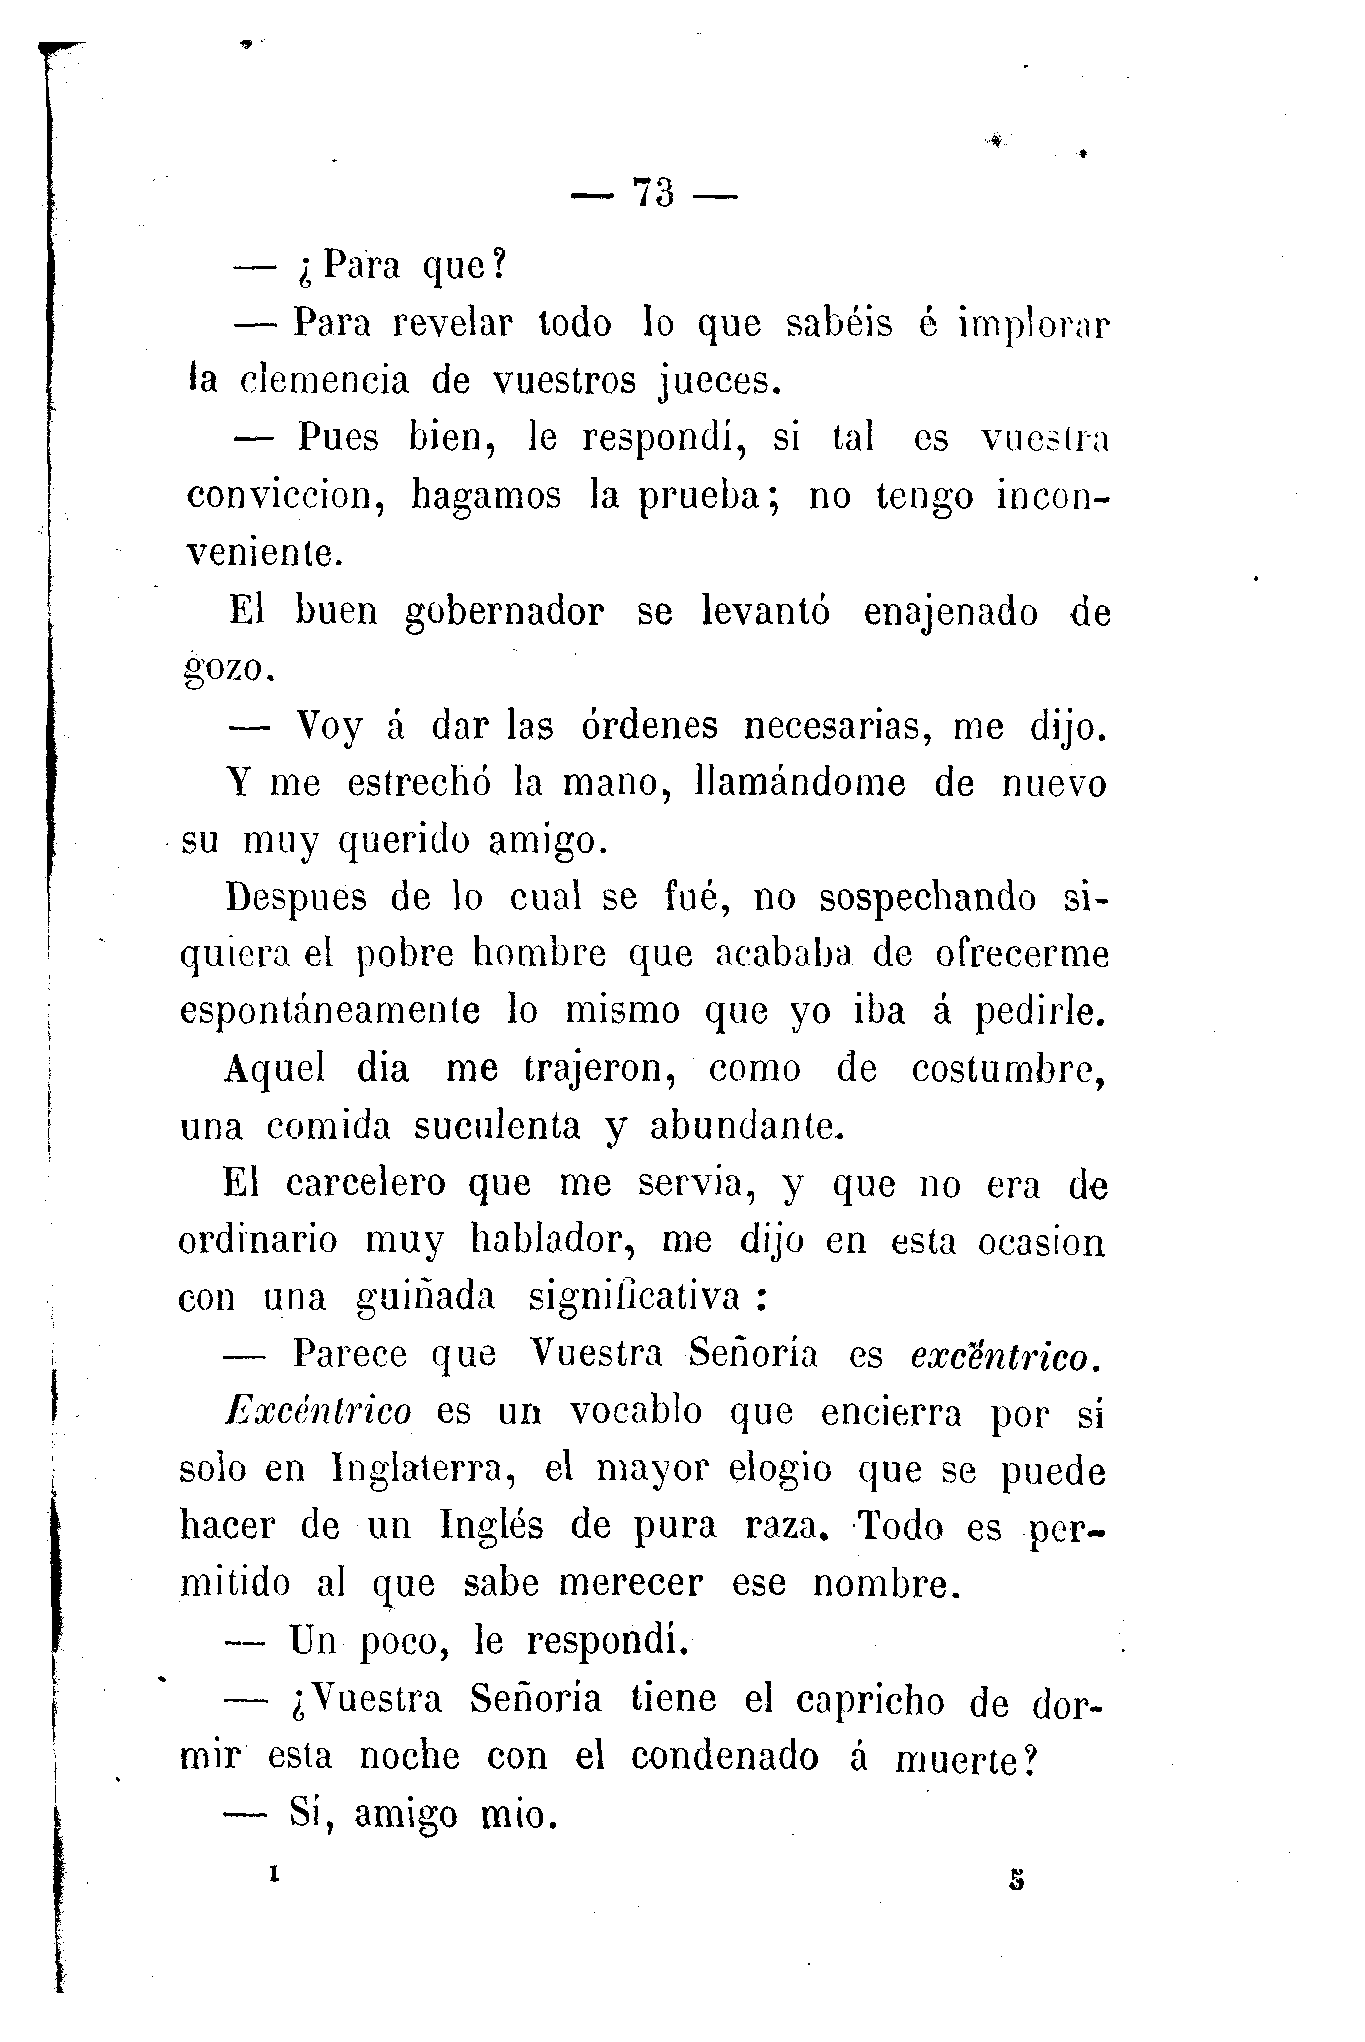 — 73 —
— ¿Para que?
— Para revelar todo lo que sabéis é implorar
la clemencia de vuestros jueces.
— Pues bien, le respondí, si tal es vuestra
conviccion, hagamos la prueba; no tengo incon-
veniente.
El buen gobernador se levantó enajenado de
gozo.
— Voy á dar las órdenes necesarias, me dijo.
Y me estrechó la mano, llamándome de nuevo
su muy querido amigo.
Despues de lo cual se fué, no sospechando si-
quiera el pobre hombre que acababa de ofrecerme
espontáneamente lo mismo que yo iba á pedirle.
Aquel dia me trajeron, como de costumbre,
una comida suculenta y abundante.
El carcelero que me servia, y que no era de
ordinario muy hablador, me dijo en esta ocasion
con una guiñada significativa :
— Parece que Vuestra Señoría es excéntrico.
Excéntrico es un vocablo que encierra por sí
solo en Inglaterra, el mayor elogio que se puede
hacer de un Inglés de pura raza. Todo es per-
mitido al que sabe merecer ese nombre.
— Un poco, le respondí.
— ¿Vuestra Señoría tiene el capricho de dor-
mir esta noche con el condenado á muerte?
— Sí, amigo mio.
I 5